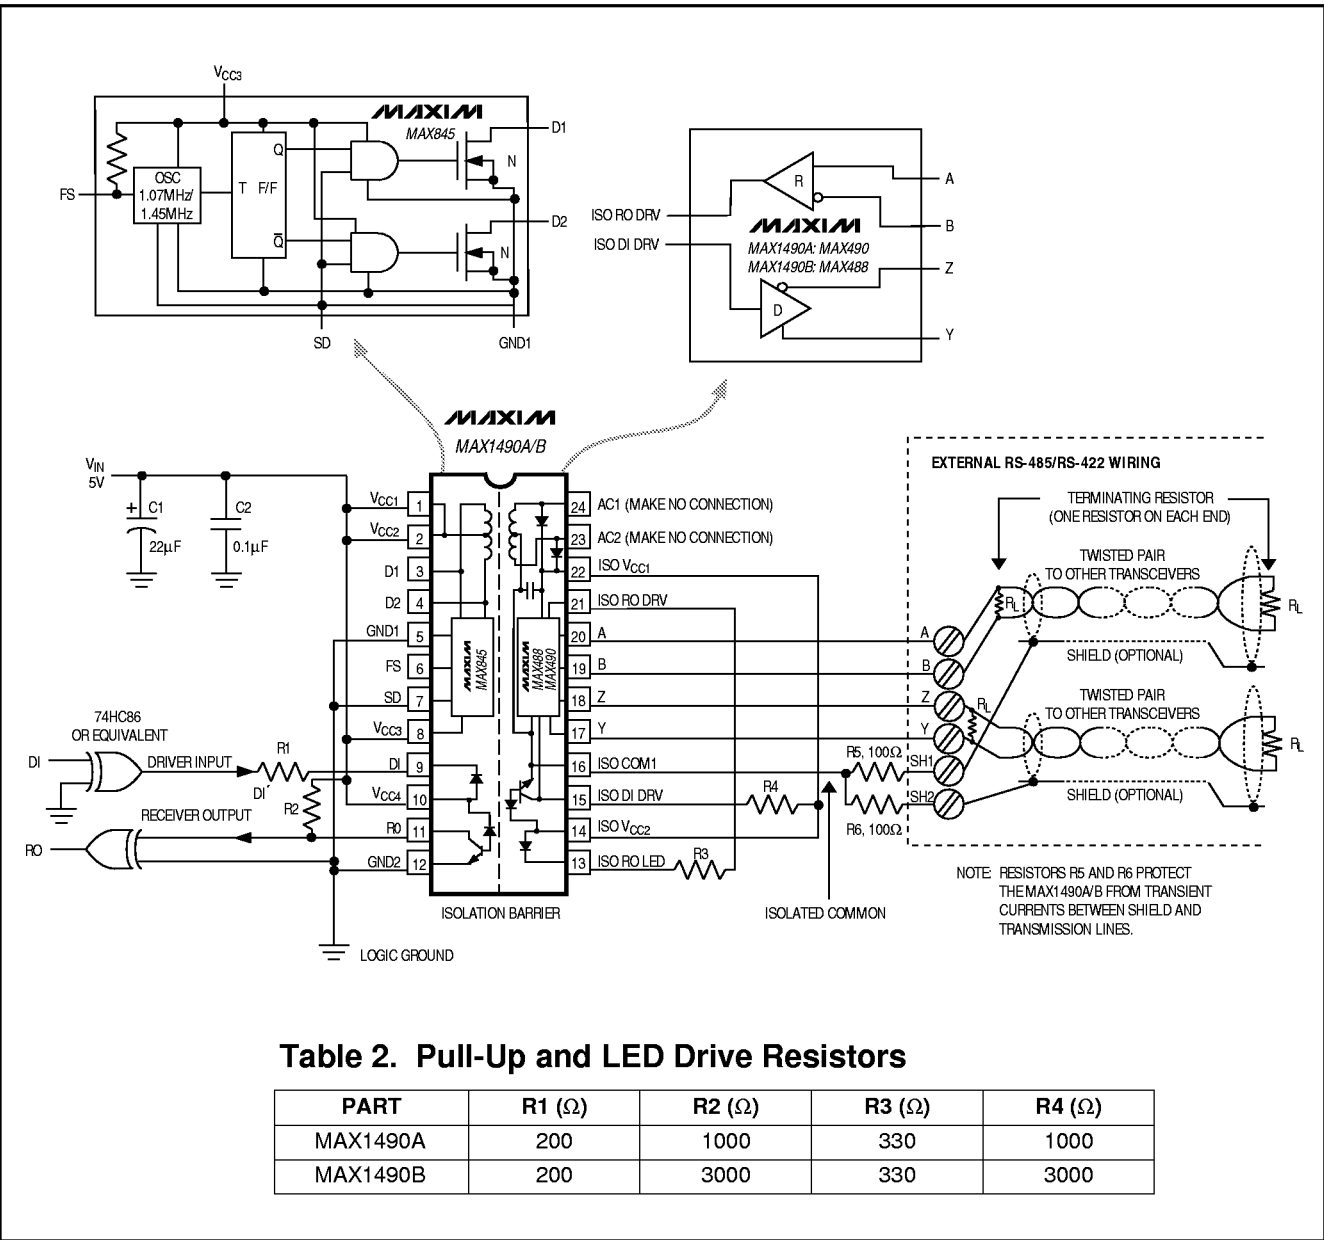 VCC3
MAXIM
MAX845
D1
Q
N
OSC
1.07MHz/
1.45MHz
T F/F
FS
D2
Q̅
N
SD
GND1
A
R
ISO RO DRV
B
MAXIM
ISO DI DRV
MAX1490A: MAX490
MAX1490B: MAX488
Z
D
Y
MAXIM
MAX1490A/B
VIN
5V
+ C1
22µF
C2
0.1µF
VCC1 1
VCC2 2
D1 3
D2 4
GND1 5
FS 6
SD 7
VCC3 8
DI 9
VCC4 10
R0 11
GND2 12
MAXIM
MAX845
MAXIM
MAX488
MAX490
24 AC1 (MAKE NO CONNECTION)
23 AC2 (MAKE NO CONNECTION)
22 ISO VCC1
21 ISO RO DRV
20 A
19 B
18 Z
17 Y
16 ISO COM1
15 ISO DI DRV
14 ISO VCC2
13 ISO RO LED
74HC86
OR EQUIVALENT
DI
DRIVER INPUT
R1
DI´
R2
RECEIVER OUTPUT
RO
ISOLATION BARRIER
LOGIC GROUND
R4
R3
R5, 100Ω
R6, 100Ω
ISOLATED COMMON
EXTERNAL RS-485/RS-422 WIRING
TERMINATING RESISTOR
(ONE RESISTOR ON EACH END)
TWISTED PAIR
TO OTHER TRANSCEIVERS
RL
RL
A
B
SHIELD (OPTIONAL)
Z
RL
TWISTED PAIR
TO OTHER TRANSCEIVERS
Y
RL
SH1
SH2
SHIELD (OPTIONAL)
NOTE: RESISTORS R5 AND R6 PROTECT
THE MAX1490A/B FROM TRANSIENT
CURRENTS BETWEEN SHIELD AND
TRANSMISSION LINES.
Table 2. Pull-Up and LED Drive Resistors
PART R1 (Ω) R2 (Ω) R3 (Ω) R4 (Ω)
MAX1490A 200 1000 330 1000
MAX1490B 200 3000 330 3000